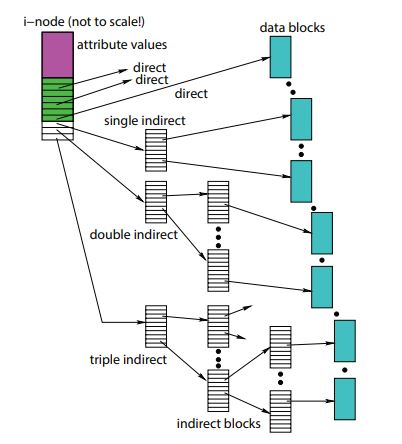 i-node (not to scale!)
data blocks
attribute values
direct
direct
direct
single indirect
double indirect
triple indirect
indirect blocks